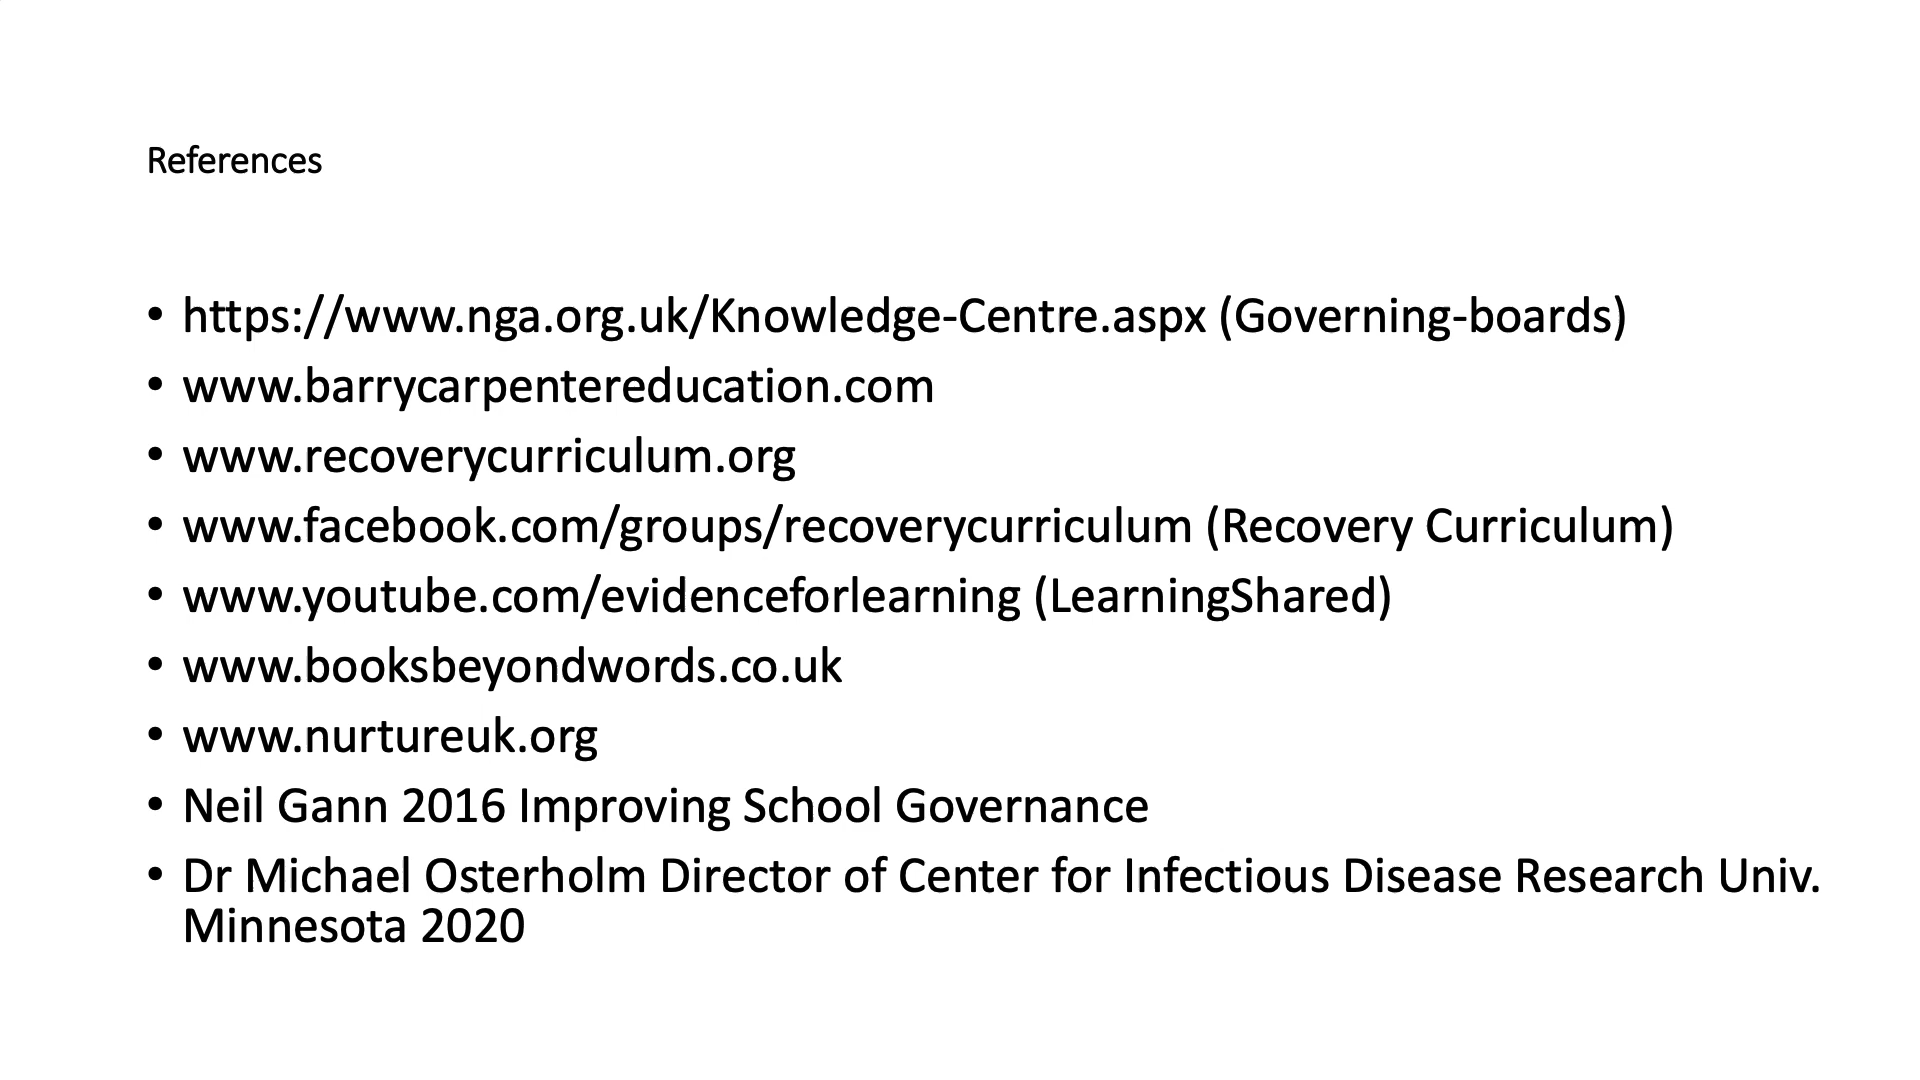 References
• https://www.nga.org.uk/Knowledge-Centre.aspx (Governing-boards)
• www.barrycarpentereducation.com
• www.recoverycurriculum.org
• www.facebook.com/groups/recoverycurriculum (Recovery Curriculum)
• www.youtube.com/evidenceforlearning (LearningShared)
• www.booksbeyondwords.co.uk
• www.nurtureuk.org
• Neil Gann 2016 Improving School Governance
• Dr Michael Osterholm Director of Center for Infectious Disease Research Univ.
Minnesota 2020